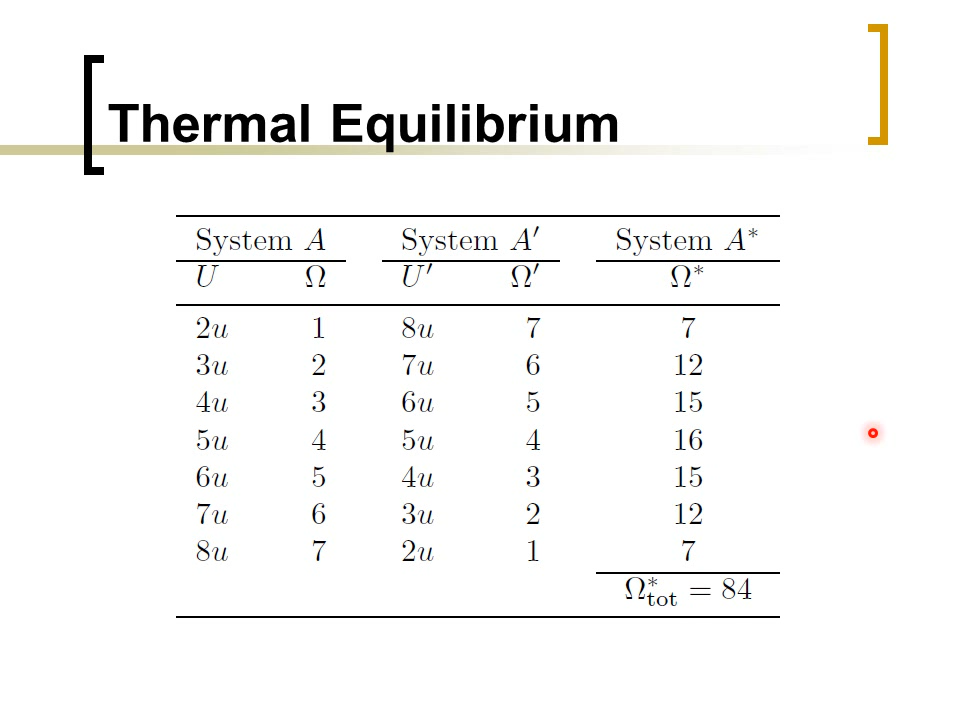 Thermal Equilibrium
System A System A′ System A*
U Ω U′ Ω′ Ω*
2u 1 8u 7 7
3u 2 7u 6 12
4u 3 6u 5 15
5u 4 5u 4 16
6u 5 4u 3 15
7u 6 3u 2 12
8u 7 2u 1 7
Ω*tot = 84